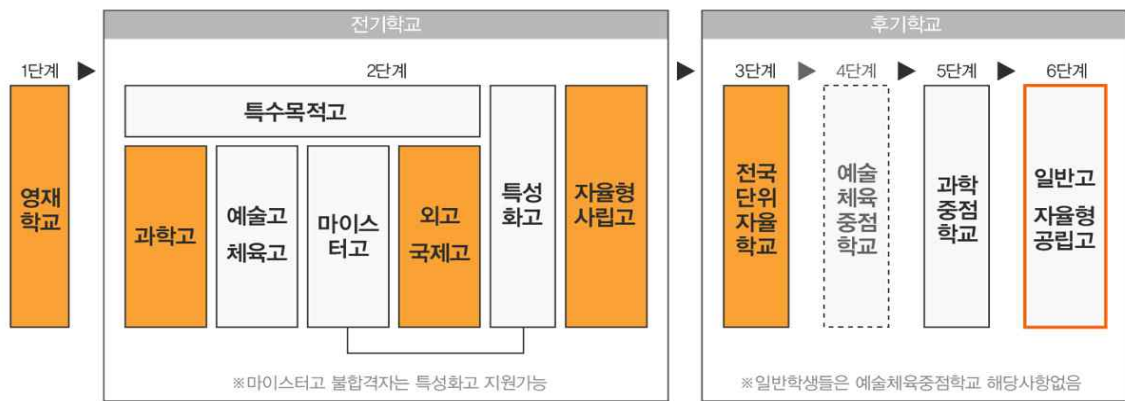 전기학교
후기학교
1단계
2단계
3단계
4단계
5단계
6단계
영재
학교
특수목적고
과학고
예술고
체육고
마이스
터고
외고
국제고
특성
화고
자율형
사립고
전국
단위
자율
학교
예술
체육
중점
학교
과학
중점
학교
일반고
자율형
공립고
※마이스터고 불합격자는 특성화고 지원가능
※일반학생들은 예술체육중점학교 해당사항없음